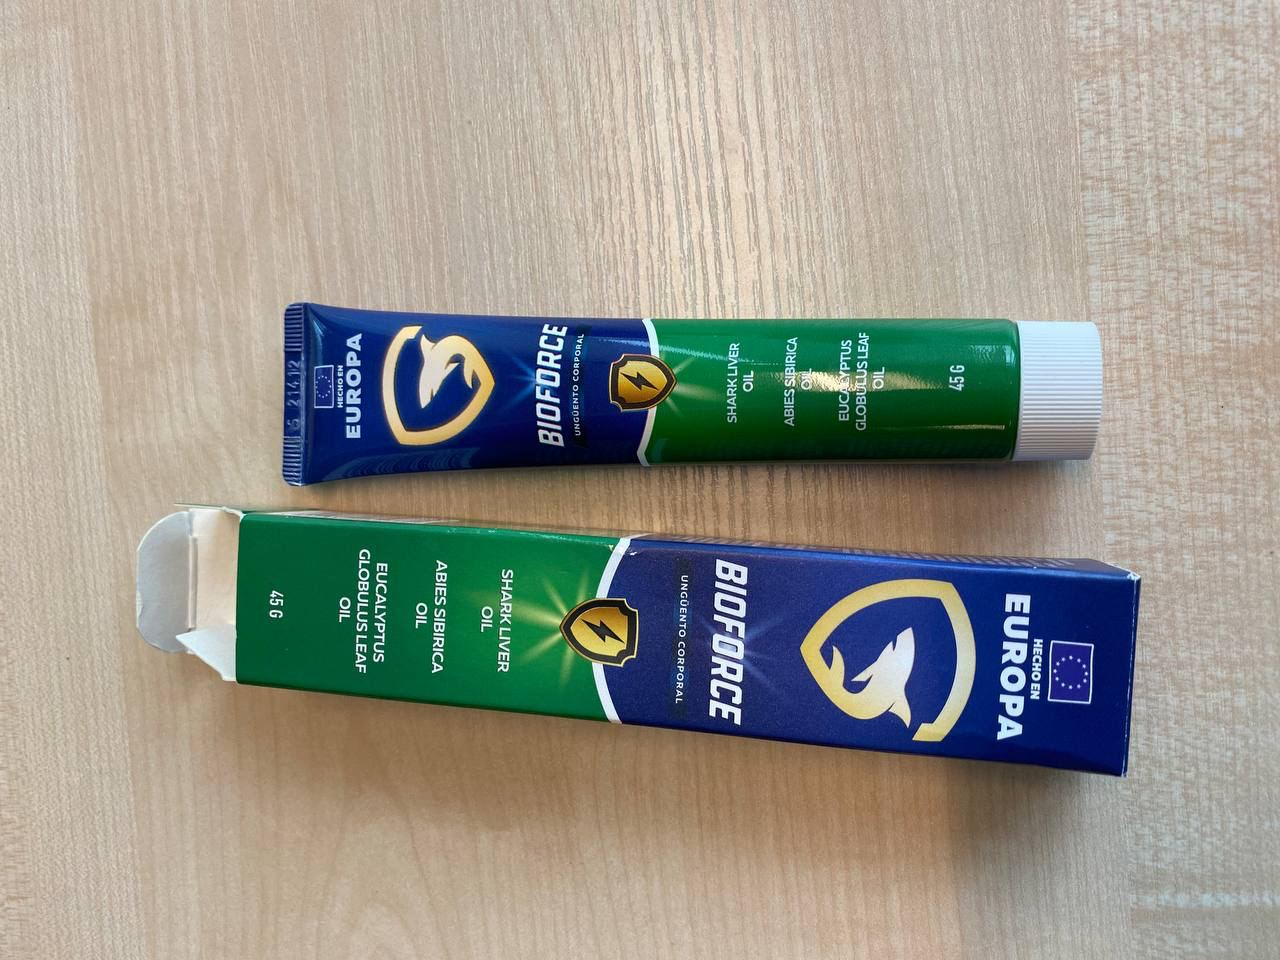 HECHO EN
EUROPA
BIOFORCE
UNGÜENTO CORPORAL
SHARK LIVER
OIL
ABIES SIBIRICA
OIL
EUCALYPTUS
GLOBULUS LEAF
OIL
45 G
HECHO EN
EUROPA
BIOFORCE
UNGÜENTO CORPORAL
SHARK LIVER
OIL
ABIES SIBIRICA
OIL
EUCALYPTUS
GLOBULUS LEAF
OIL
45 G